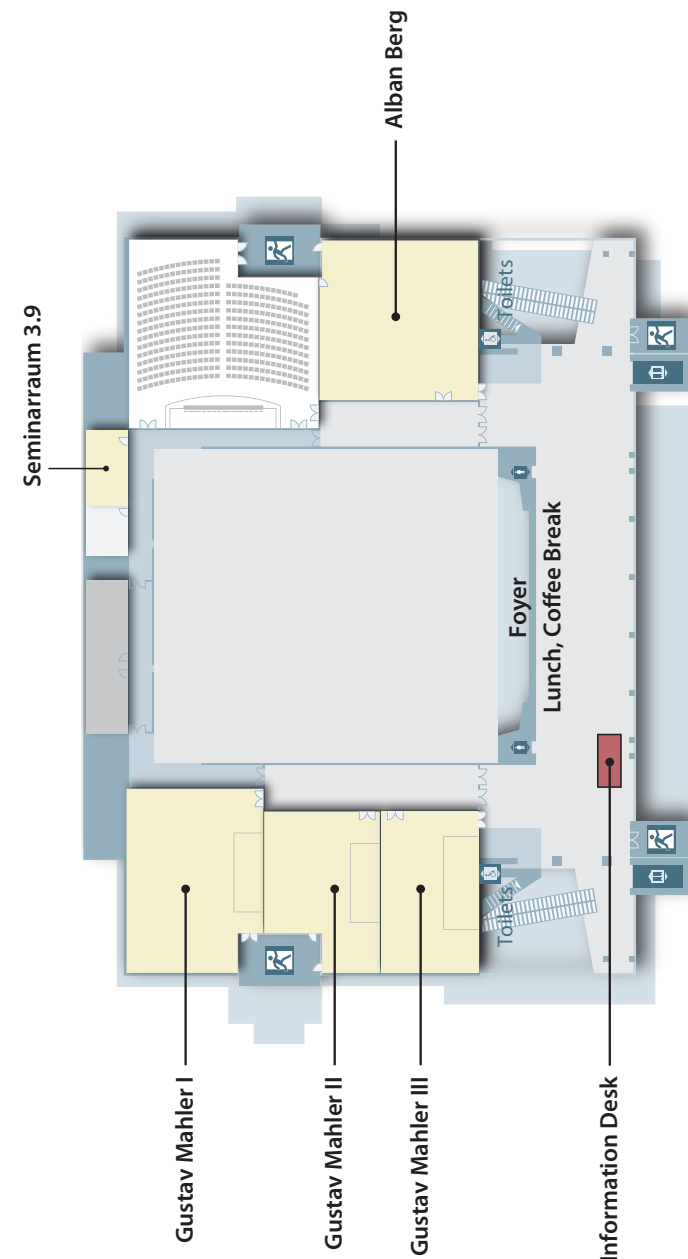 Seminarraum 3.9
Alban Berg
Toilets
Foyer
Lunch, Coffee Break
Toilets
Gustav Mahler I
Gustav Mahler II
Gustav Mahler III
Information Desk